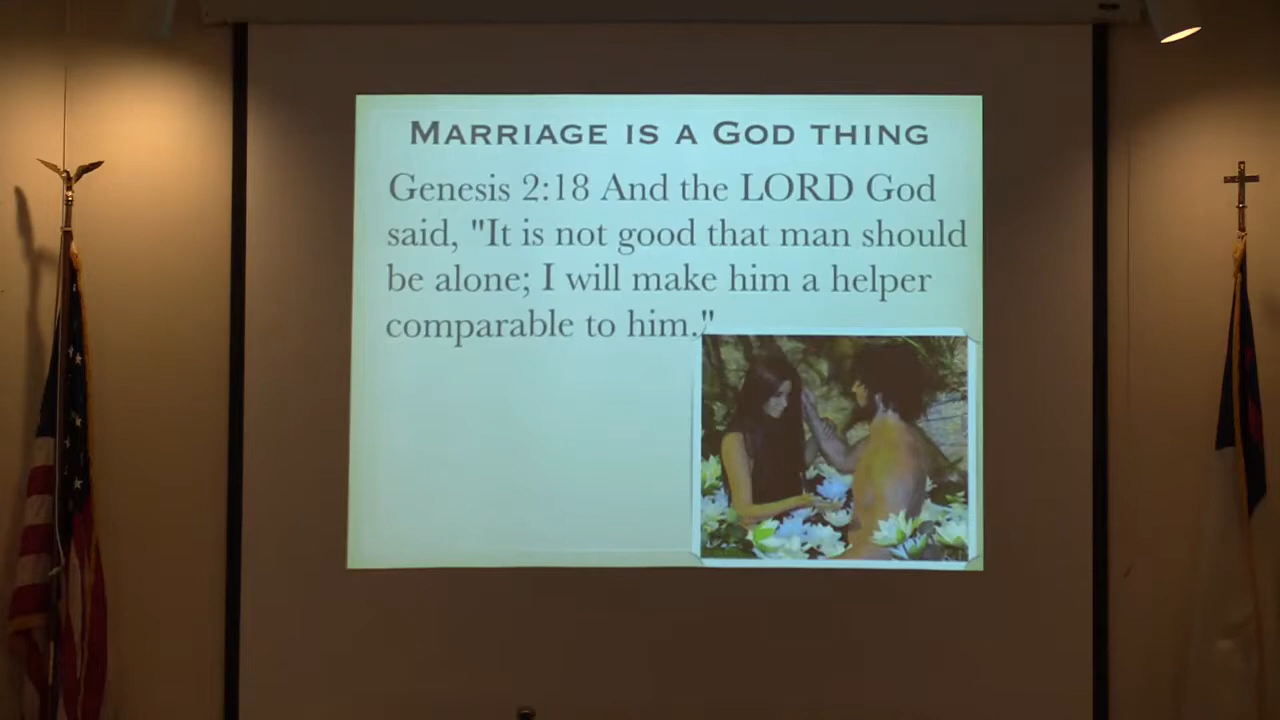 Marriage is a God thing
Genesis 2:18 And the LORD God
said, "It is not good that man should
be alone; I will make him a helper
comparable to him."